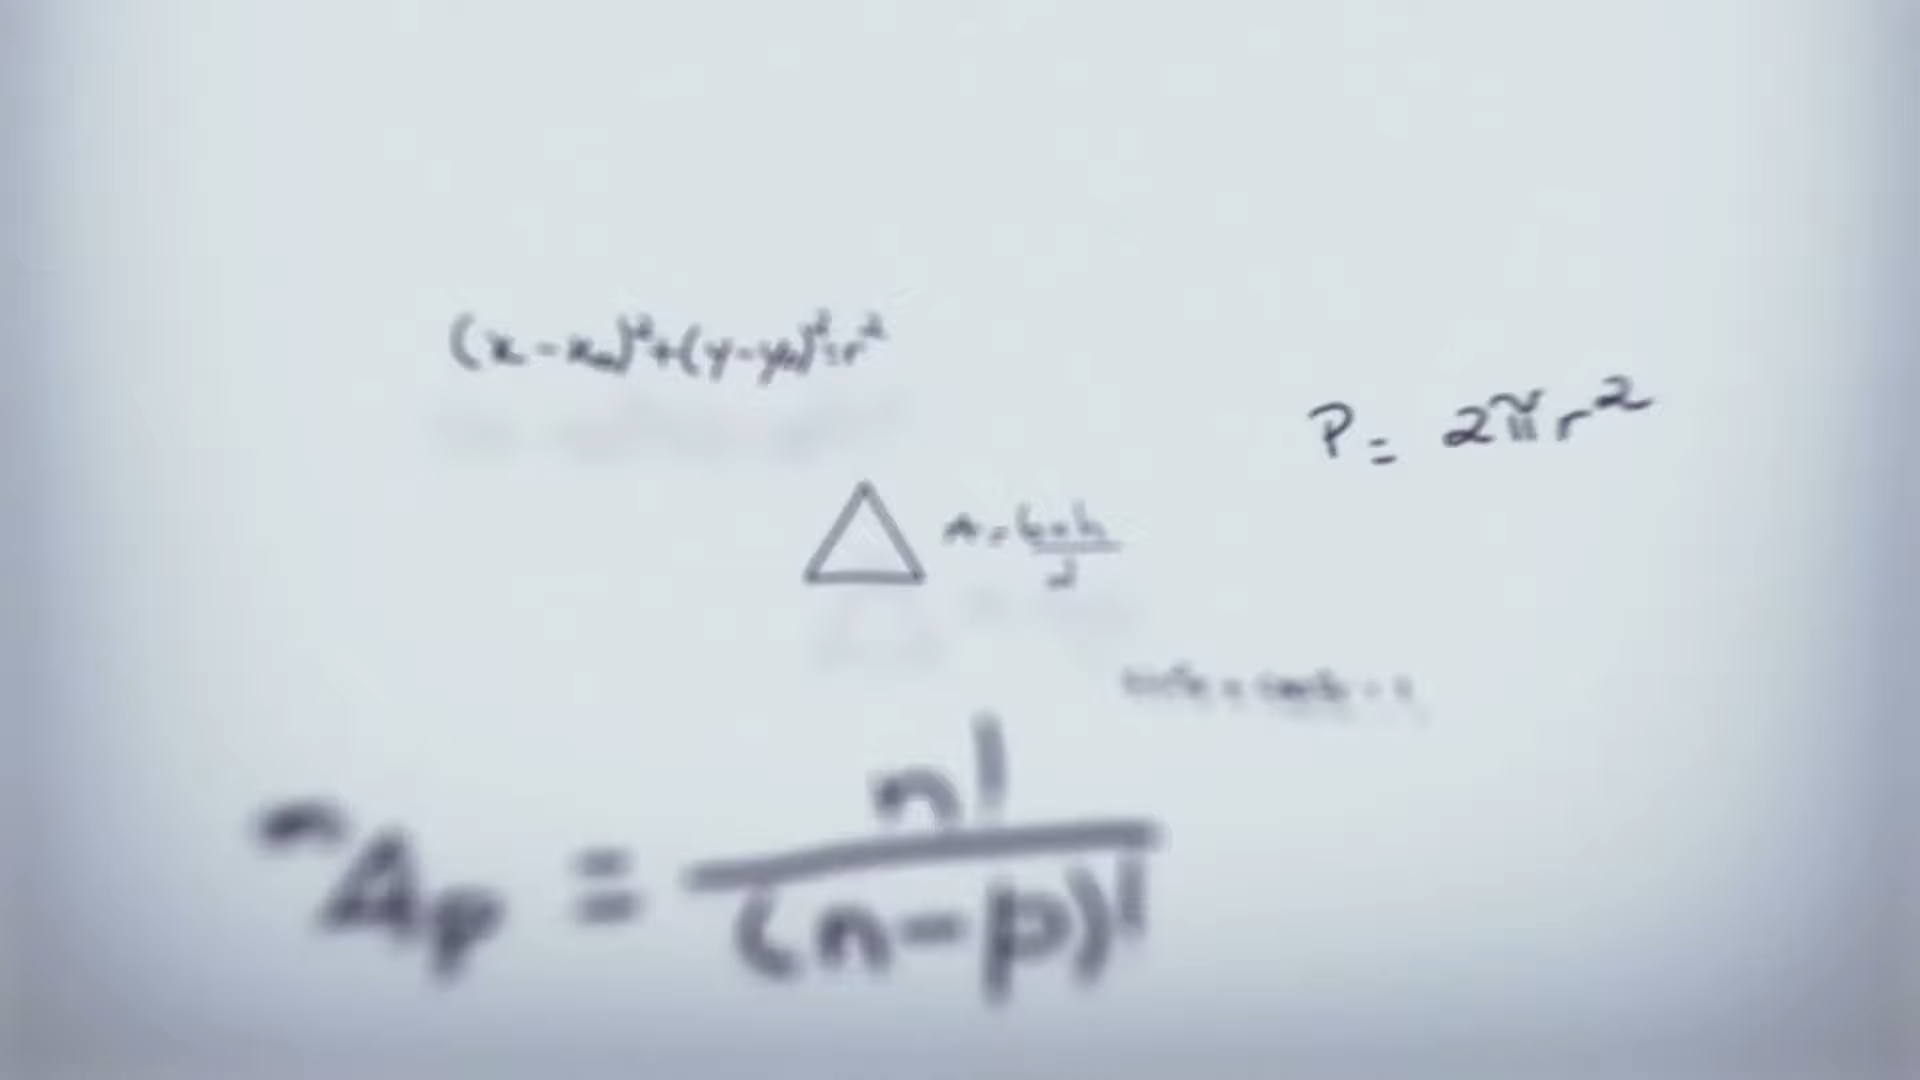 (x-x₀)²+(y-y₀)²=r²
P= 2πr²
A=b×h/2
ⁿAp = n!/(n-p)!